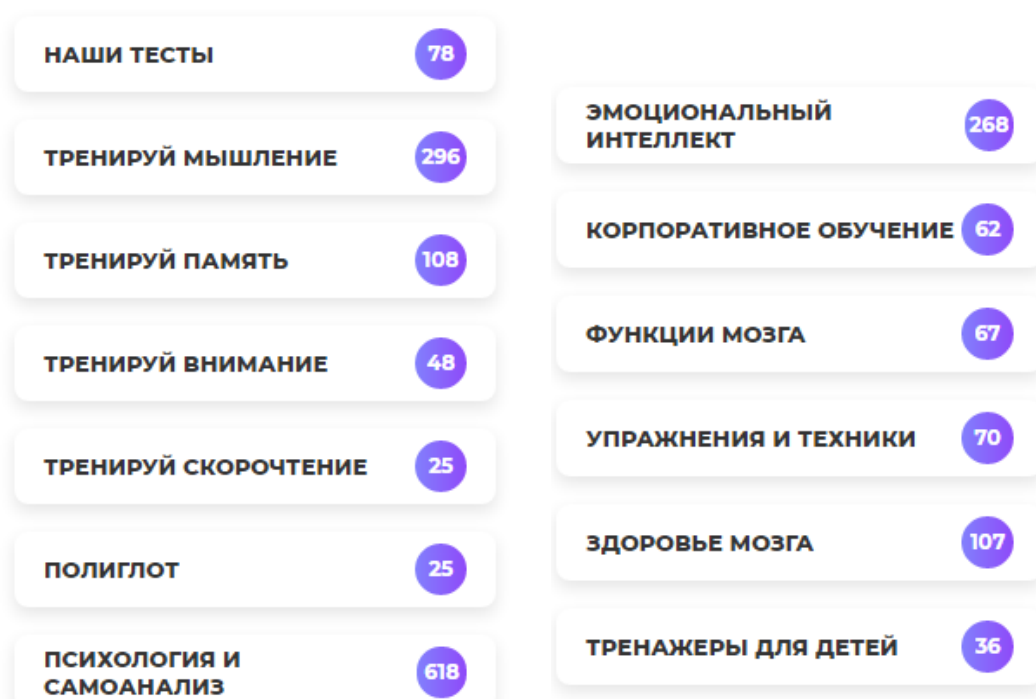 НАШИ ТЕСТЫ 78
ТРЕНИРУЙ МЫШЛЕНИЕ 296
ТРЕНИРУЙ ПАМЯТЬ 108
ТРЕНИРУЙ ВНИМАНИЕ 48
ТРЕНИРУЙ СКОРОЧТЕНИЕ 25
ПОЛИГЛОТ 25
ПСИХОЛОГИЯ И
САМОАНАЛИЗ 618
ЭМОЦИОНАЛЬНЫЙ
ИНТЕЛЛЕКТ 268
КОРПОРАТИВНОЕ ОБУЧЕНИЕ 62
ФУНКЦИИ МОЗГА 67
УПРАЖНЕНИЯ И ТЕХНИКИ 70
ЗДОРОВЬЕ МОЗГА 107
ТРЕНАЖЕРЫ ДЛЯ ДЕТЕЙ 36